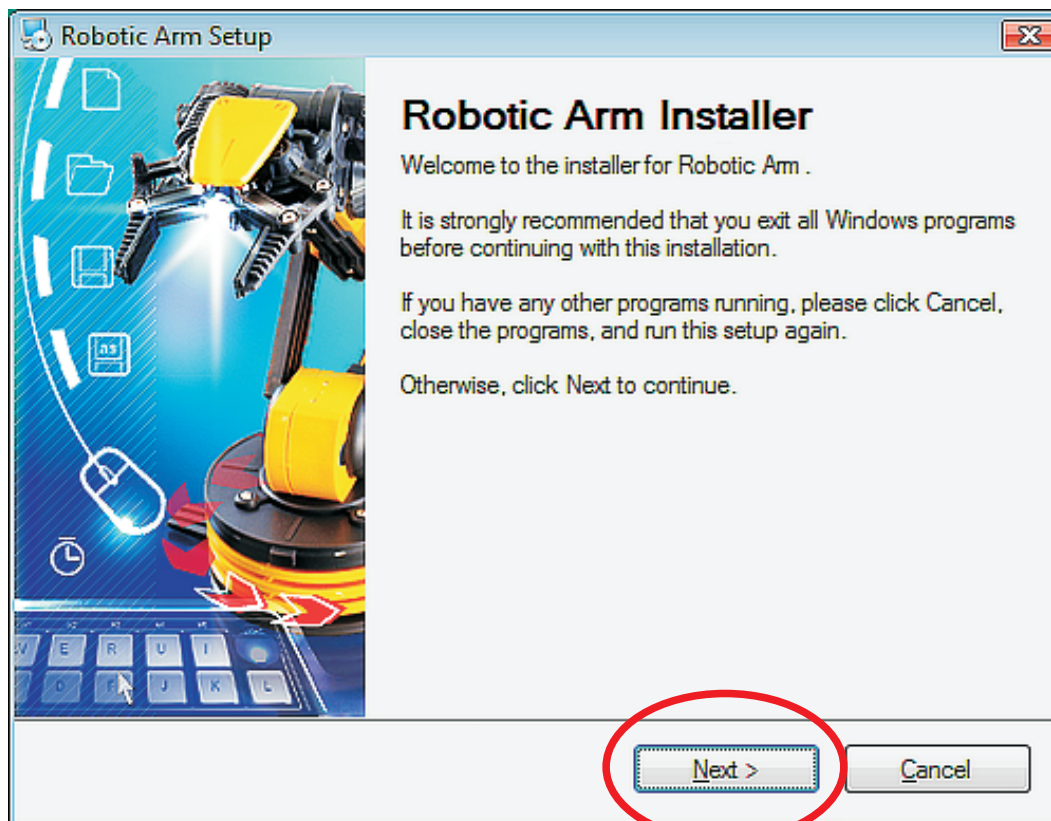 Robotic Arm Setup
Robotic Arm Installer
Welcome to the installer for Robotic Arm .
It is strongly recommended that you exit all Windows programs
before continuing with this installation.
If you have any other programs running, please click Cancel,
close the programs, and run this setup again.
Otherwise, click Next to continue.
as
E R U I
D F J K L
Next >
Cancel